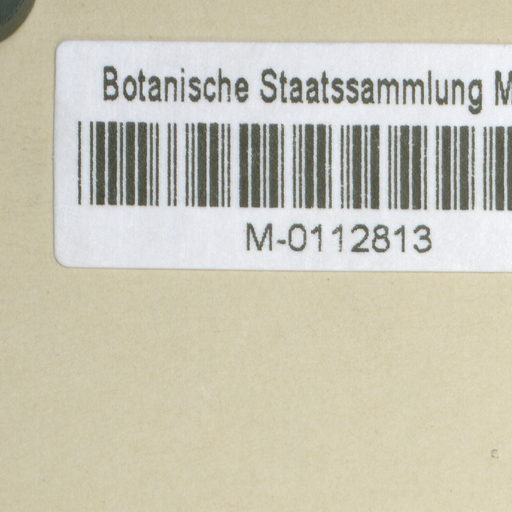 Botanische Staatssammlung M
M-0112813